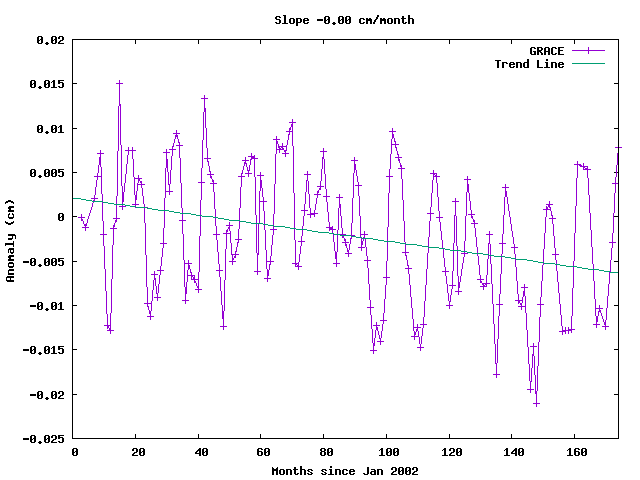 Slope -0.00 cm/month
0.02
0.015
0.01
0.005
0
-0.005
-0.01
-0.015
-0.02
-0.025
Anomaly (cm)
GRACE
Trend Line
0 20 40 60 80 100 120 140 160
Months since Jan 2002